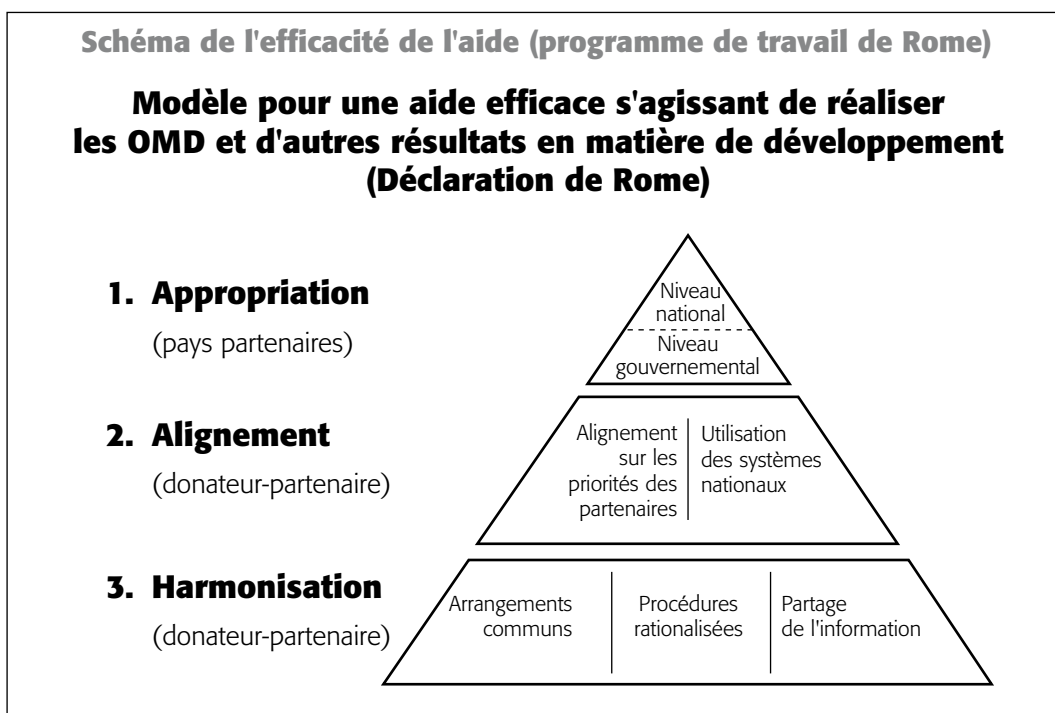 Schéma de l'efficacité de l'aide (programme de travail de Rome)
Modèle pour une aide efficace s'agissant de réaliser
les OMD et d'autres résultats en matière de développement
(Déclaration de Rome)
1. Appropriation
(pays partenaires)
Niveau
national
Niveau
gouvernemental
2. Alignement
(donateur-partenaire)
Alignement
sur les
priorités des
partenaires
Utilisation
des systèmes
nationaux
3. Harmonisation
(donateur-partenaire)
Arrangements
communs
Procédures
rationalisées
Partage
de l'information